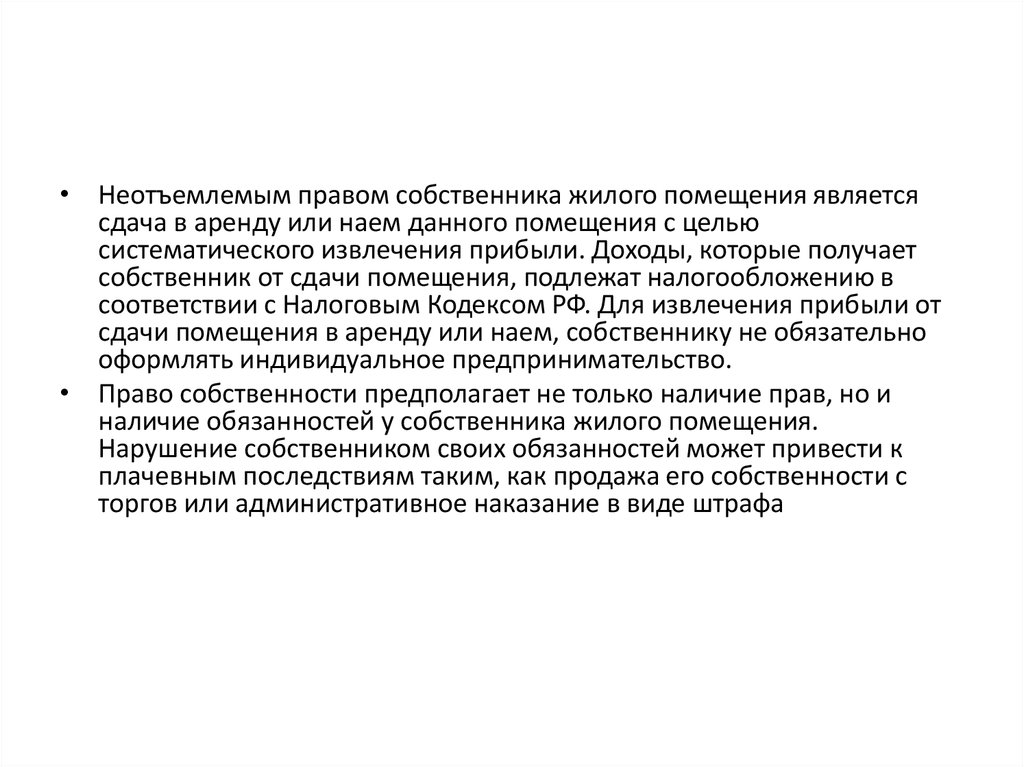 • Неотъемлемым правом собственника жилого помещения является
сдача в аренду или наем данного помещения с целью
систематического извлечения прибыли. Доходы, которые получает
собственник от сдачи помещения, подлежат налогообложению в
соответствии с Налоговым Кодексом РФ. Для извлечения прибыли от
сдачи помещения в аренду или наем, собственнику не обязательно
оформлять индивидуальное предпринимательство.
• Право собственности предполагает не только наличие прав, но и
наличие обязанностей у собственника жилого помещения.
Нарушение собственником своих обязанностей может привести к
плачевным последствиям таким, как продажа его собственности с
торгов или административное наказание в виде штрафа